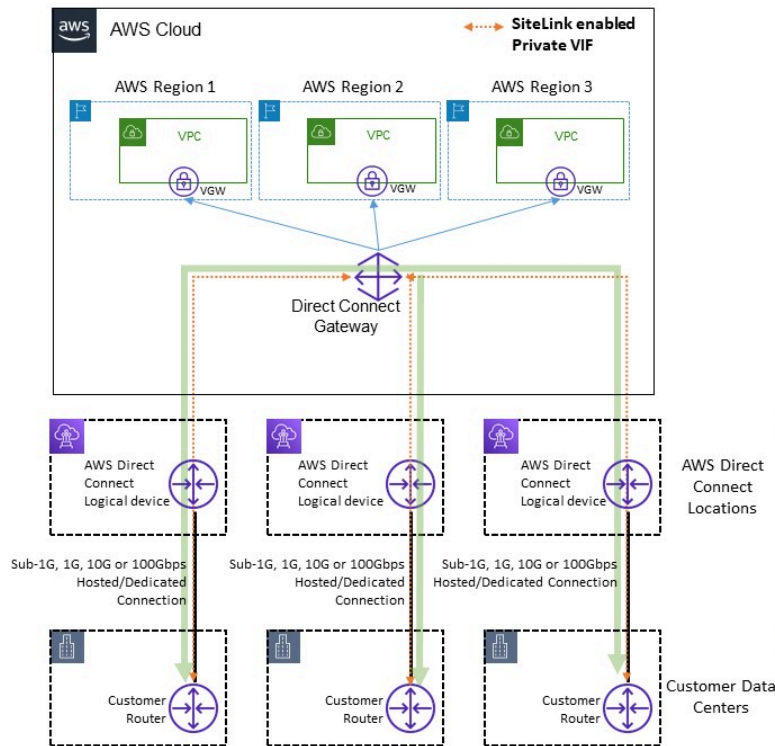 aws
AWS Cloud
SiteLink enabled
Private VIF
AWS Region 1
AWS Region 2
AWS Region 3
VPC
VPC
VPC
VGW
VGW
VGW
Direct Connect
Gateway
AWS Direct
Connect
Logical device
AWS Direct
Connect
Logical device
AWS Direct
Connect
Logical device
AWS Direct
Connect
Locations
Sub-1G, 1G, 10G or 100Gbps
Hosted/Dedicated
Connection
Sub-1G, 1G, 10G or 100Gbps
Hosted/Dedicated
Connection
Sub-1G, 1G, 10G or 100Gbps
Hosted/Dedicated Connection
Customer
Router
Customer
Router
Customer
Router
Customer Data
Centers